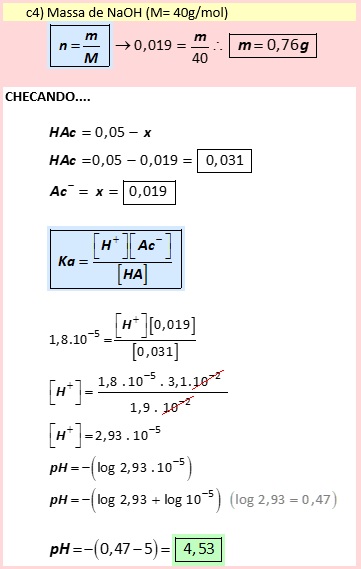 c4) Massa de NaOH (M= 40g/mol)
n = m/M → 0,019 = m/40 ∴ m = 0,76g
CHECANDO....
HAc = 0,05 − x
HAc =0,05 − 0,019 = 0,031
Ac⁻ = x = 0,019
Ka = [H⁺][Ac⁻]/[HA]
1,8.10⁻⁵ = [H⁺][0,019]/[0,031]
[H⁺] = 1,8 . 10⁻⁵ . 3,1.10⁻²/1,9 . 10⁻²
[H⁺] =2,93 . 10⁻⁵
pH =−(log 2,93 .10⁻⁵)
pH =−(log 2,93 + log 10⁻⁵) (log 2,93 = 0,47)
pH =−(0,47−5) = 4,53